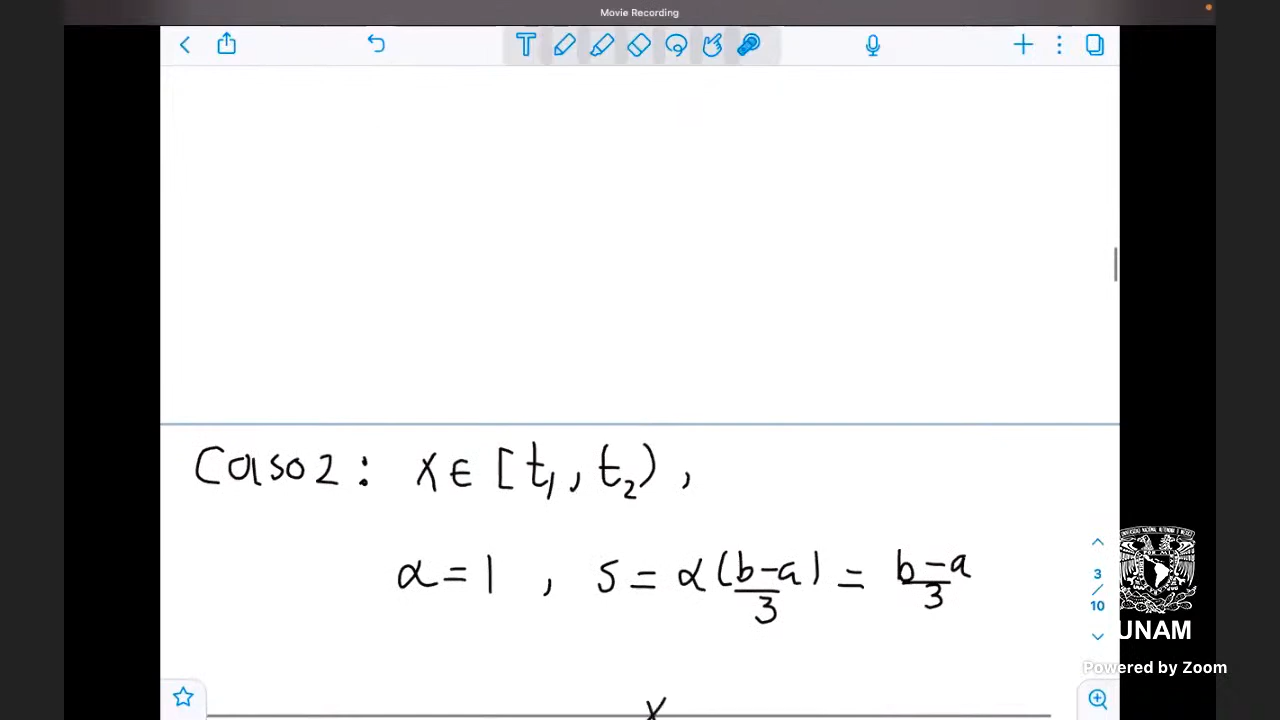 Movie Recording
Caso 2: x ∈ [t₁, t₂),
α = 1, s = α(b-a)/3 = b-a/3
x
3
/
10
UNAM
Powered by Zoom